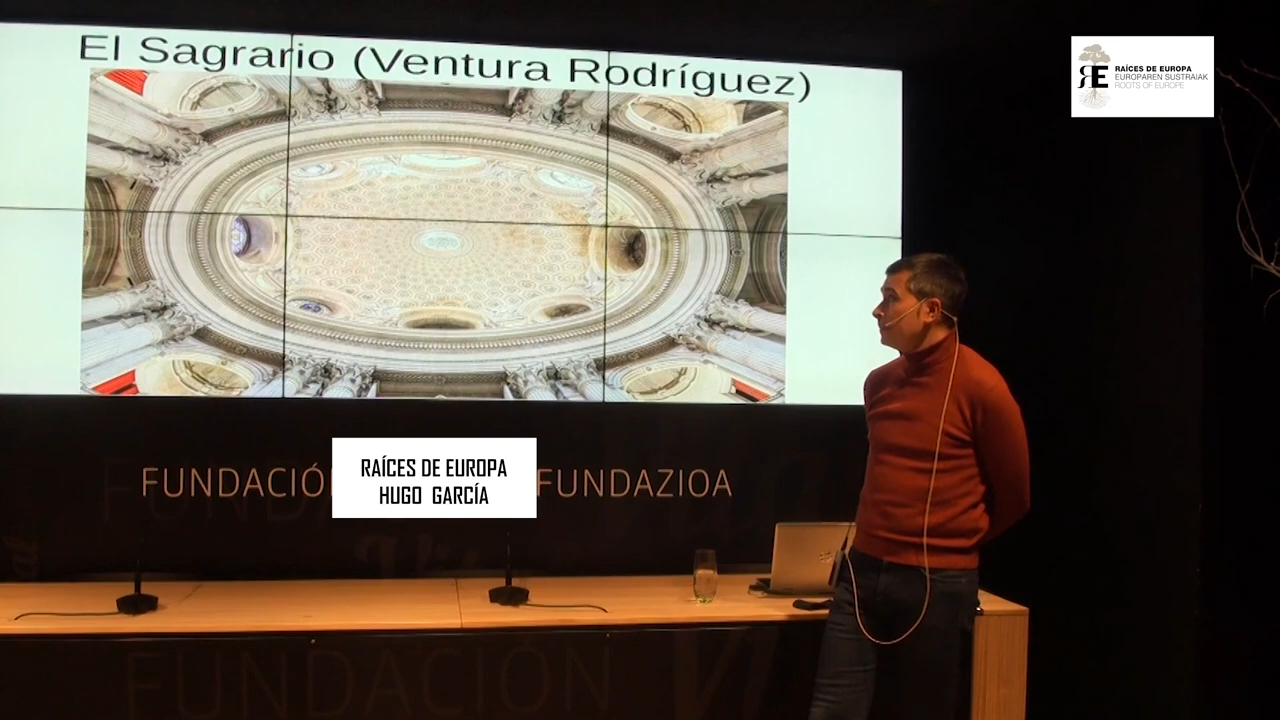 El Sagrario (Ventura Rodríguez)
RAÍCES DE EUROPA
EUROPAREN SUSTRAIAK
ROOTS OF EUROPE
FUNDACIÓN
FUNDAZIOA
RAÍCES DE EUROPA
HUGO GARCÍA
FUNDACIÓN